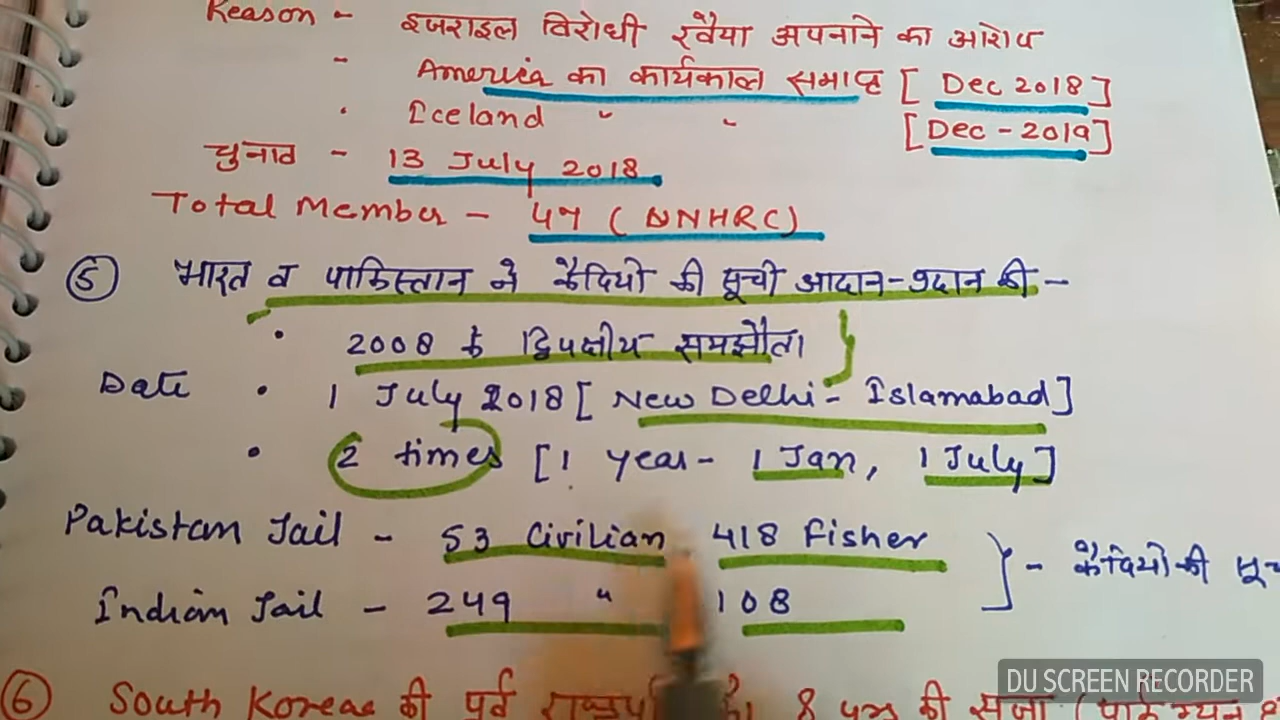 Reason - इजराइल विरोधी रवैया अपनाने का आरोप
- America का कार्यकाल समाप्त [ Dec 2018 ]
· Iceland " " [Dec - 2019]
चुनाव - 13 July 2018
Total Member - 47 ( UNHRC)
⑤ भारत व पाकिस्तान ने कैदियो की सूची आदान-प्रदान की -
· 2008 के द्विपक्षीय समझौता
Date · 1 July 2018 [ New Delhi - Islamabad ]
· 2 times [ 1 year - 1 Jan, 1 July ]
Pakistan Jail - 53 Civilian 418 Fisher
} - कैदियो की
Indian Jail - 249 " 108
⑥ South Korea की पूर्व 8 की सजा
DU SCREEN RECORDER